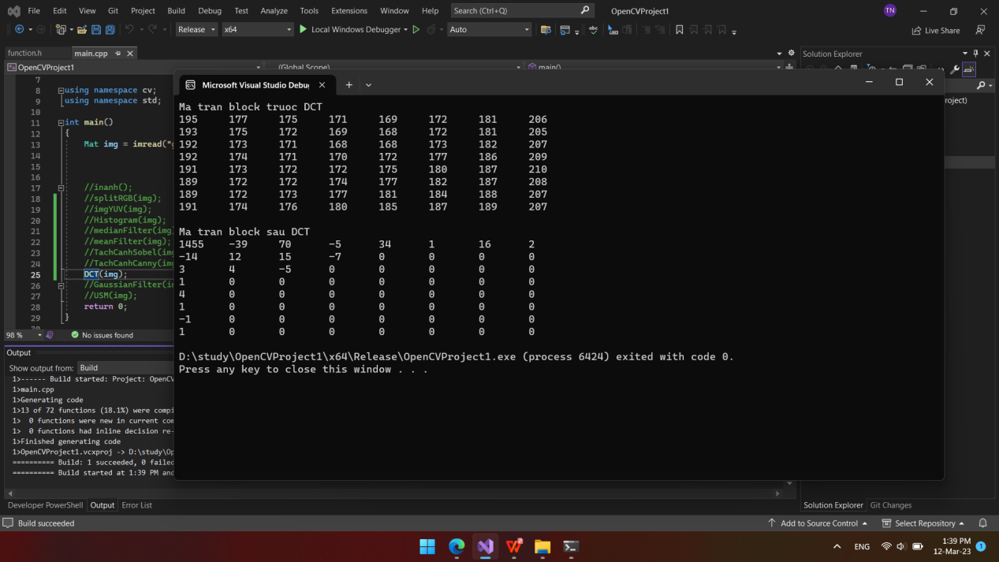 File Edit View Git Project Build Debug Test Analyze Tools Extensions Window Help Search (Ctrl+Q) OpenCVProject1 TN
Release x64 Local Windows Debugger Auto Live Share
function.h main.cpp Solution Explorer
OpenCVProject1 (Global Scope) main()
Microsoft Visual Studio Debu
7
8 using namespace cv;
9 using namespace std;
10
11 int main()
12 {
13 Mat img = imread("g
14
15
16
17 //inanh();
18 //splitRGB(img);
19 //imgYUV(img);
20 //Histogram(img);
21 //medianFilter(img
22 //meanFilter(img);
23 //TachCanhSobel(im
24 //TachCanhCanny(img
25 DCT(img);
26 //GaussianFilter(i
27 //USM(img);
28 return 0;
29 }
30
98 % No issues found
Ma tran block truoc DCT
195 177 175 171 169 172 181 206
193 175 172 169 168 172 181 205
192 173 171 168 168 173 182 207
192 174 171 170 172 177 186 209
191 173 172 172 175 180 187 210
189 172 172 174 177 182 187 208
189 172 173 177 181 184 188 207
191 174 176 180 185 187 189 207
Ma tran block sau DCT
1455 -39 70 -5 34 1 16 2
-14 12 15 -7 0 0 0 0
3 4 -5 0 0 0 0 0
1 0 0 0 0 0 0 0
4 0 0 0 0 0 0 0
1 0 0 0 0 0 0 0
-1 0 0 0 0 0 0 0
1 0 0 0 0 0 0 0
D:\study\OpenCVProject1\x64\Release\OpenCVProject1.exe (process 6424) exited with code 0.
Press any key to close this window . . .
roject)
Output
Show output from: Build
1>------ Build started: Project: OpenCV
1>main.cpp
1>Generating code
1>13 of 72 functions (18.1%) were compi
1> 0 functions were new in current com
1> 0 functions had inline decision re-
1>Finished generating code
1>OpenCVProject1.vcxproj -> D:\study\Op
========== Build: 1 succeeded, 0 failed
========== Build started at 1:39 PM and
Developer PowerShell Output Error List Solution Explorer Git Changes
Build succeeded Add to Source Control Select Repository
ENG 1:39 PM
12-Mar-23 1